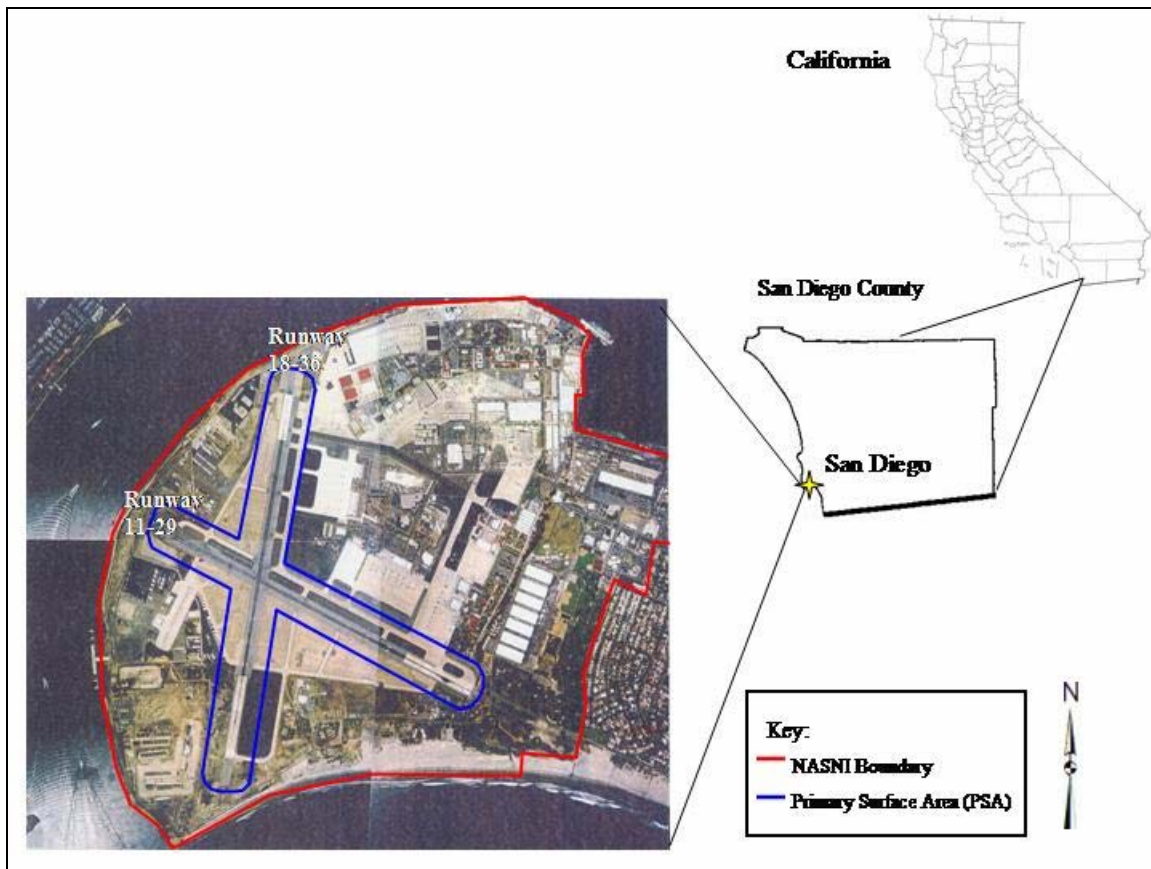 California
San Diego County
Runway
18-36
San Diego
Runway
11-29
N
Key:
NASNI Boundary
Primary Surface Area (PSA)